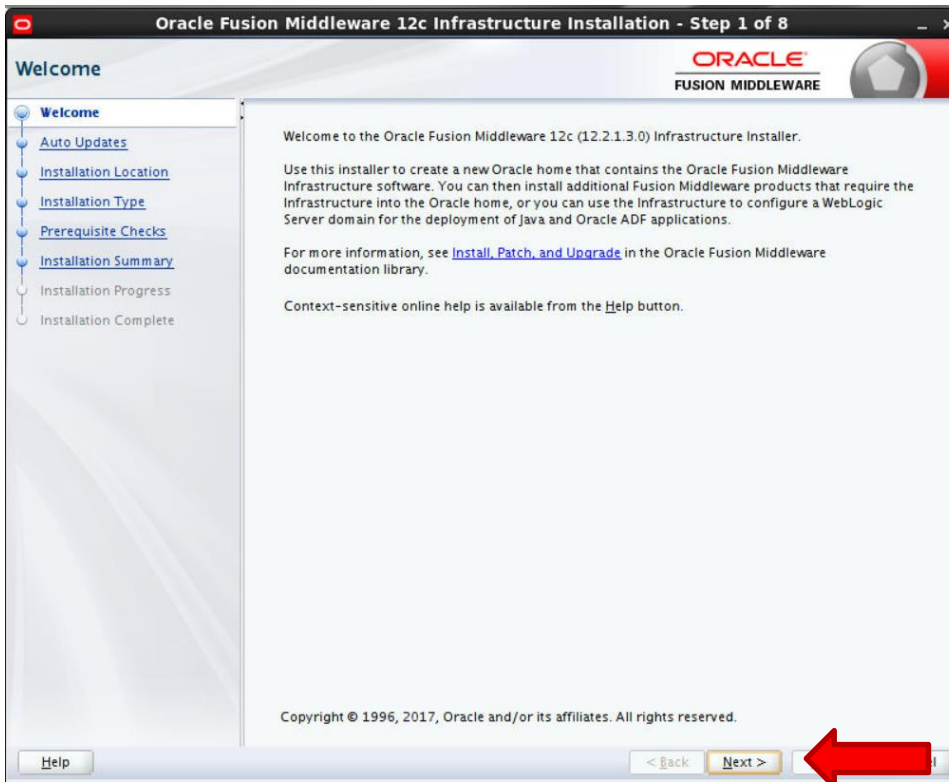 Oracle Fusion Middleware 12c Infrastructure Installation - Step 1 of 8
Welcome
ORACLE
FUSION MIDDLEWARE
Welcome
Auto Updates
Installation Location
Installation Type
Prerequisite Checks
Installation Summary
Installation Progress
Installation Complete
Welcome to the Oracle Fusion Middleware 12c (12.2.1.3.0) Infrastructure Installer.
Use this installer to create a new Oracle home that contains the Oracle Fusion Middleware
Infrastructure software. You can then install additional Fusion Middleware products that require the
Infrastructure into the Oracle home, or you can use the Infrastructure to configure a WebLogic
Server domain for the deployment of Java and Oracle ADF applications.
For more information, see Install, Patch, and Upgrade in the Oracle Fusion Middleware
documentation library.
Context-sensitive online help is available from the Help button.
Copyright © 1996, 2017, Oracle and/or its affiliates. All rights reserved.
Help
< Back
Next >